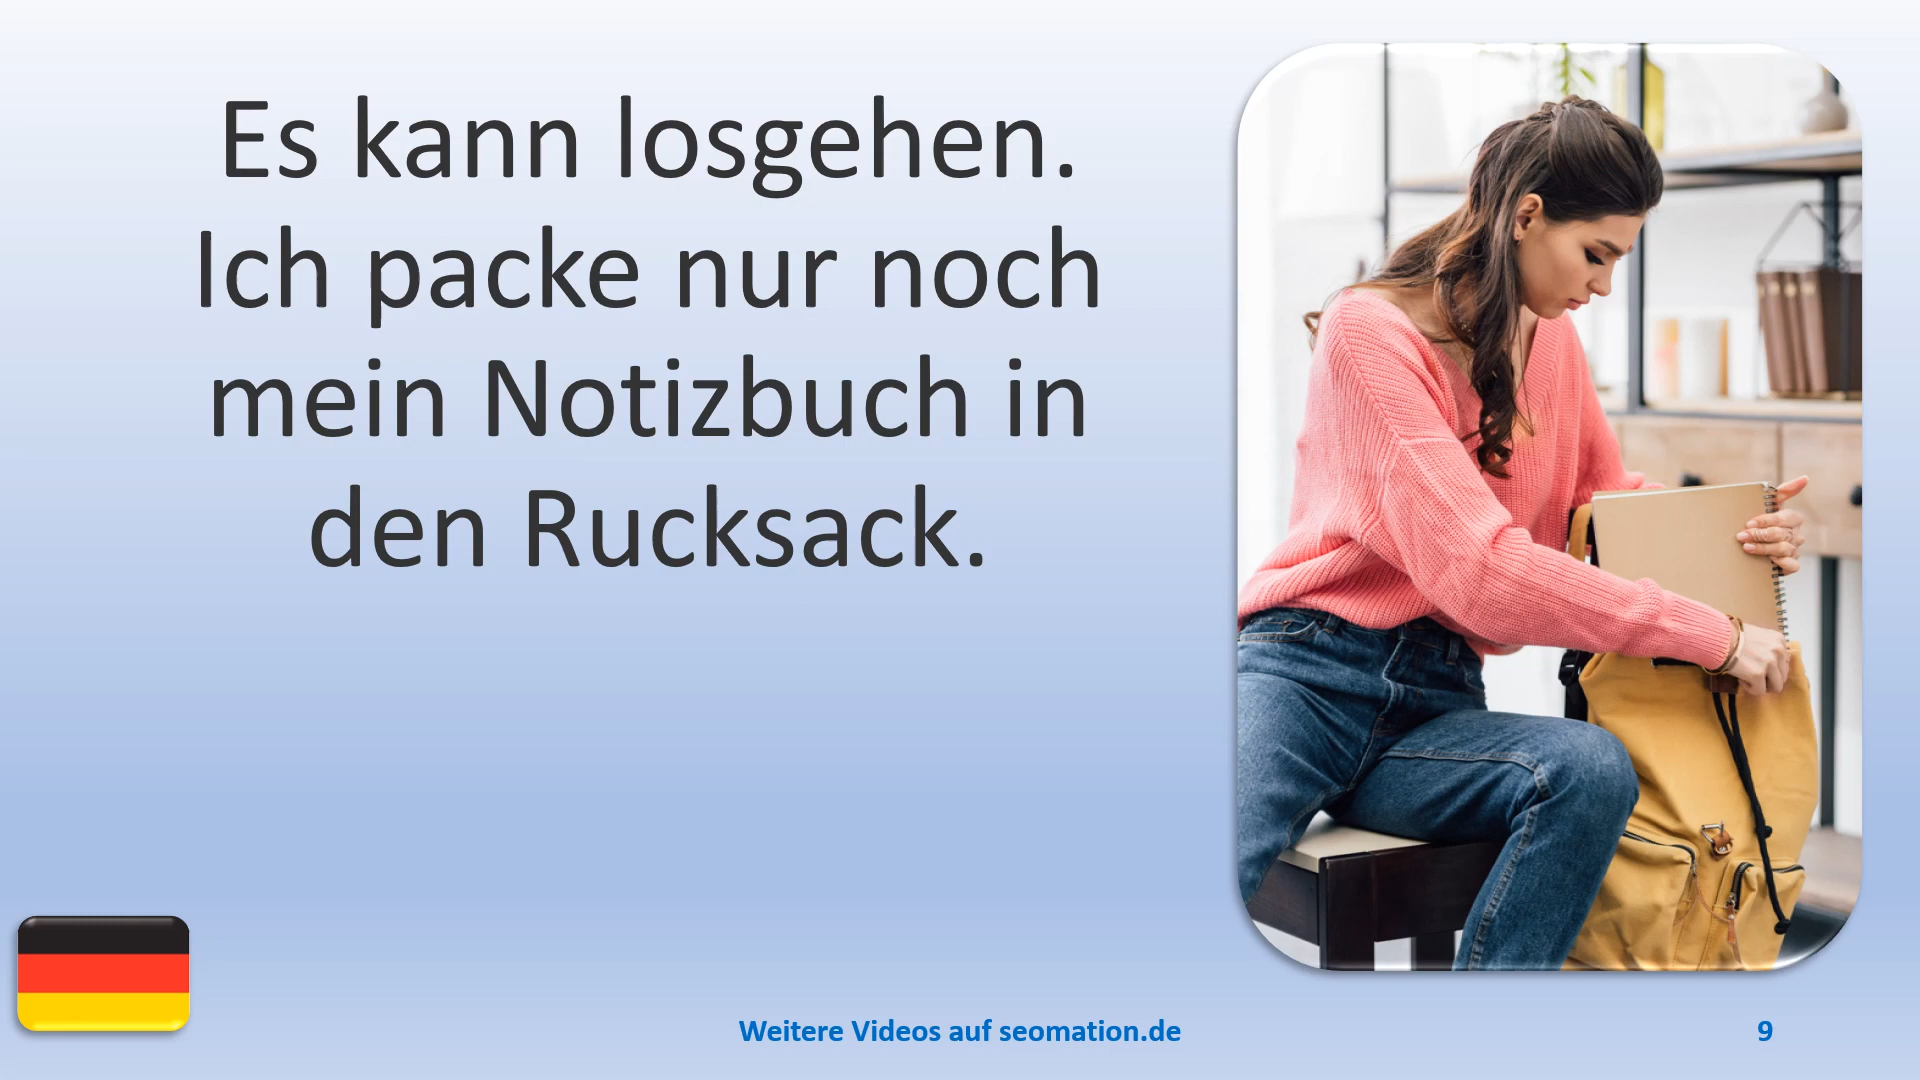 Es kann losgehen.
Ich packe nur noch
mein Notizbuch in
den Rucksack.
Weitere Videos auf seomation.de
9